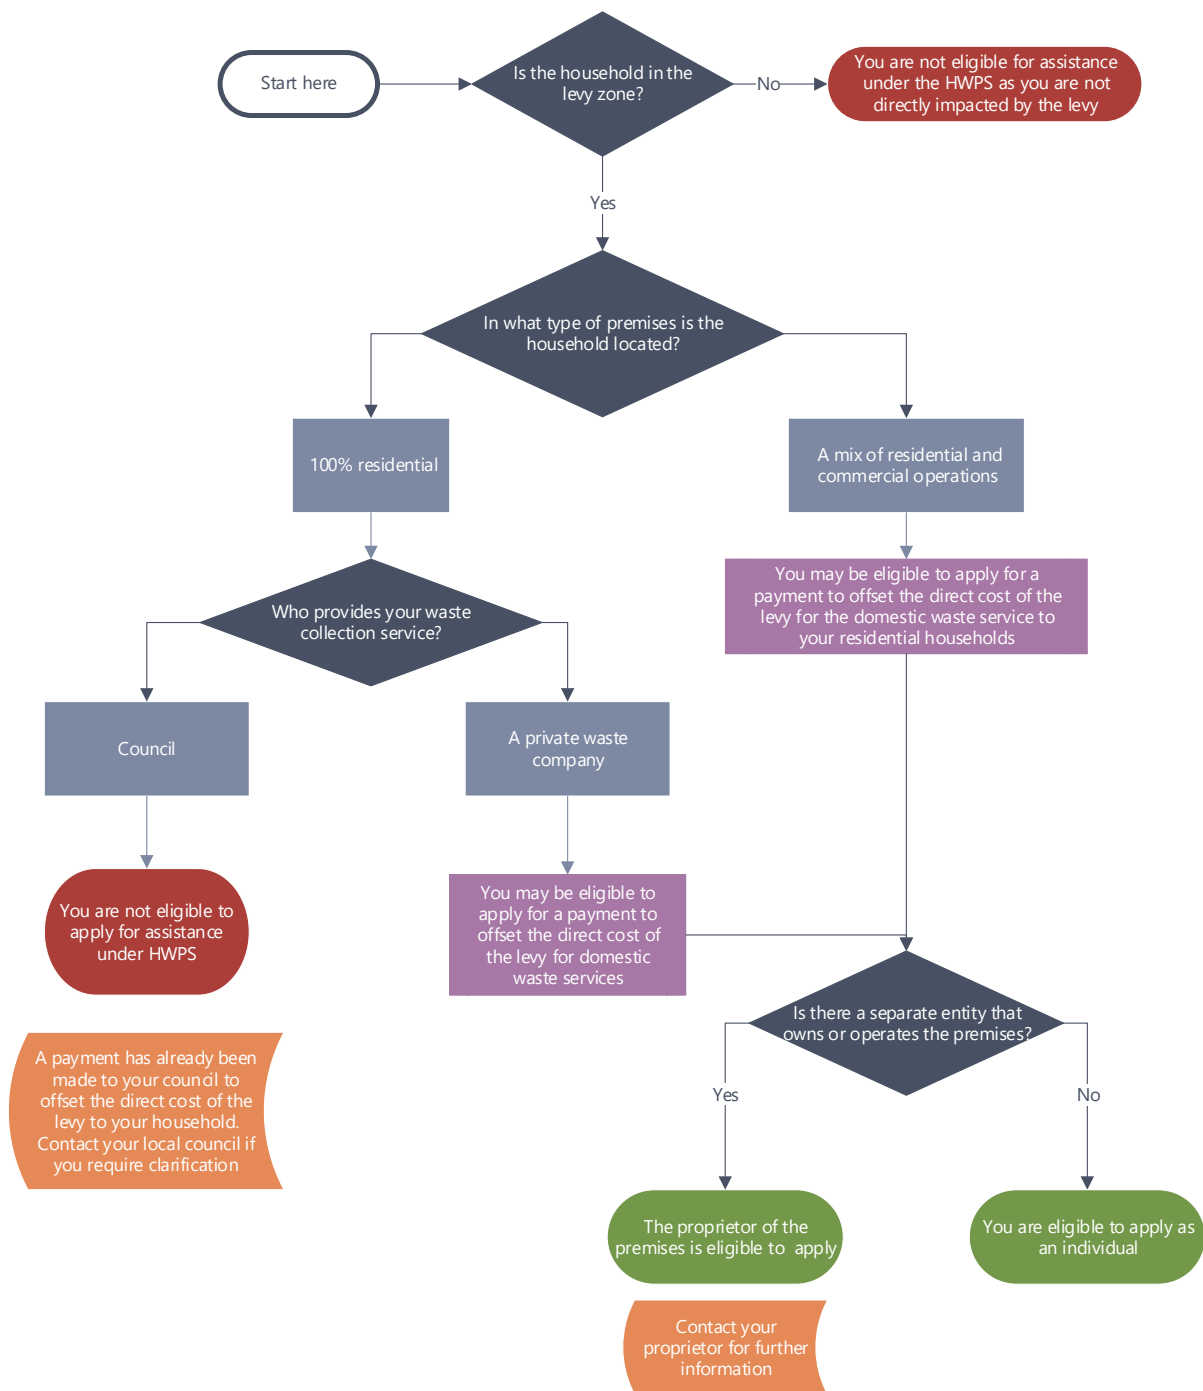 Start here
Is the household in the
levy zone?
No
You are not eligible for assistance
under the HWPS as you are not
directly impacted by the levy
Yes
In what type of premises is the
household located?
100% residential
A mix of residential and
commercial operations
Who provides your waste
collection service?
You may be eligible to apply for a
payment to offset the direct cost of the
levy for the domestic waste service to
your residential households
Council
A private waste
company
You are not eligible to
apply for assistance
under HWPS
You may be eligible to
apply for a payment to
offset the direct cost of
the levy for domestic
waste services
Is there a separate entity that
owns or operates the premises?
A payment has already been
made to your council to
offset the direct cost of the
levy to your household.
Contact your local council if
you require clarification
Yes
No
The proprietor of the
premises is eligible to apply
You are eligible to apply as
an individual
Contact your
proprietor for further
information